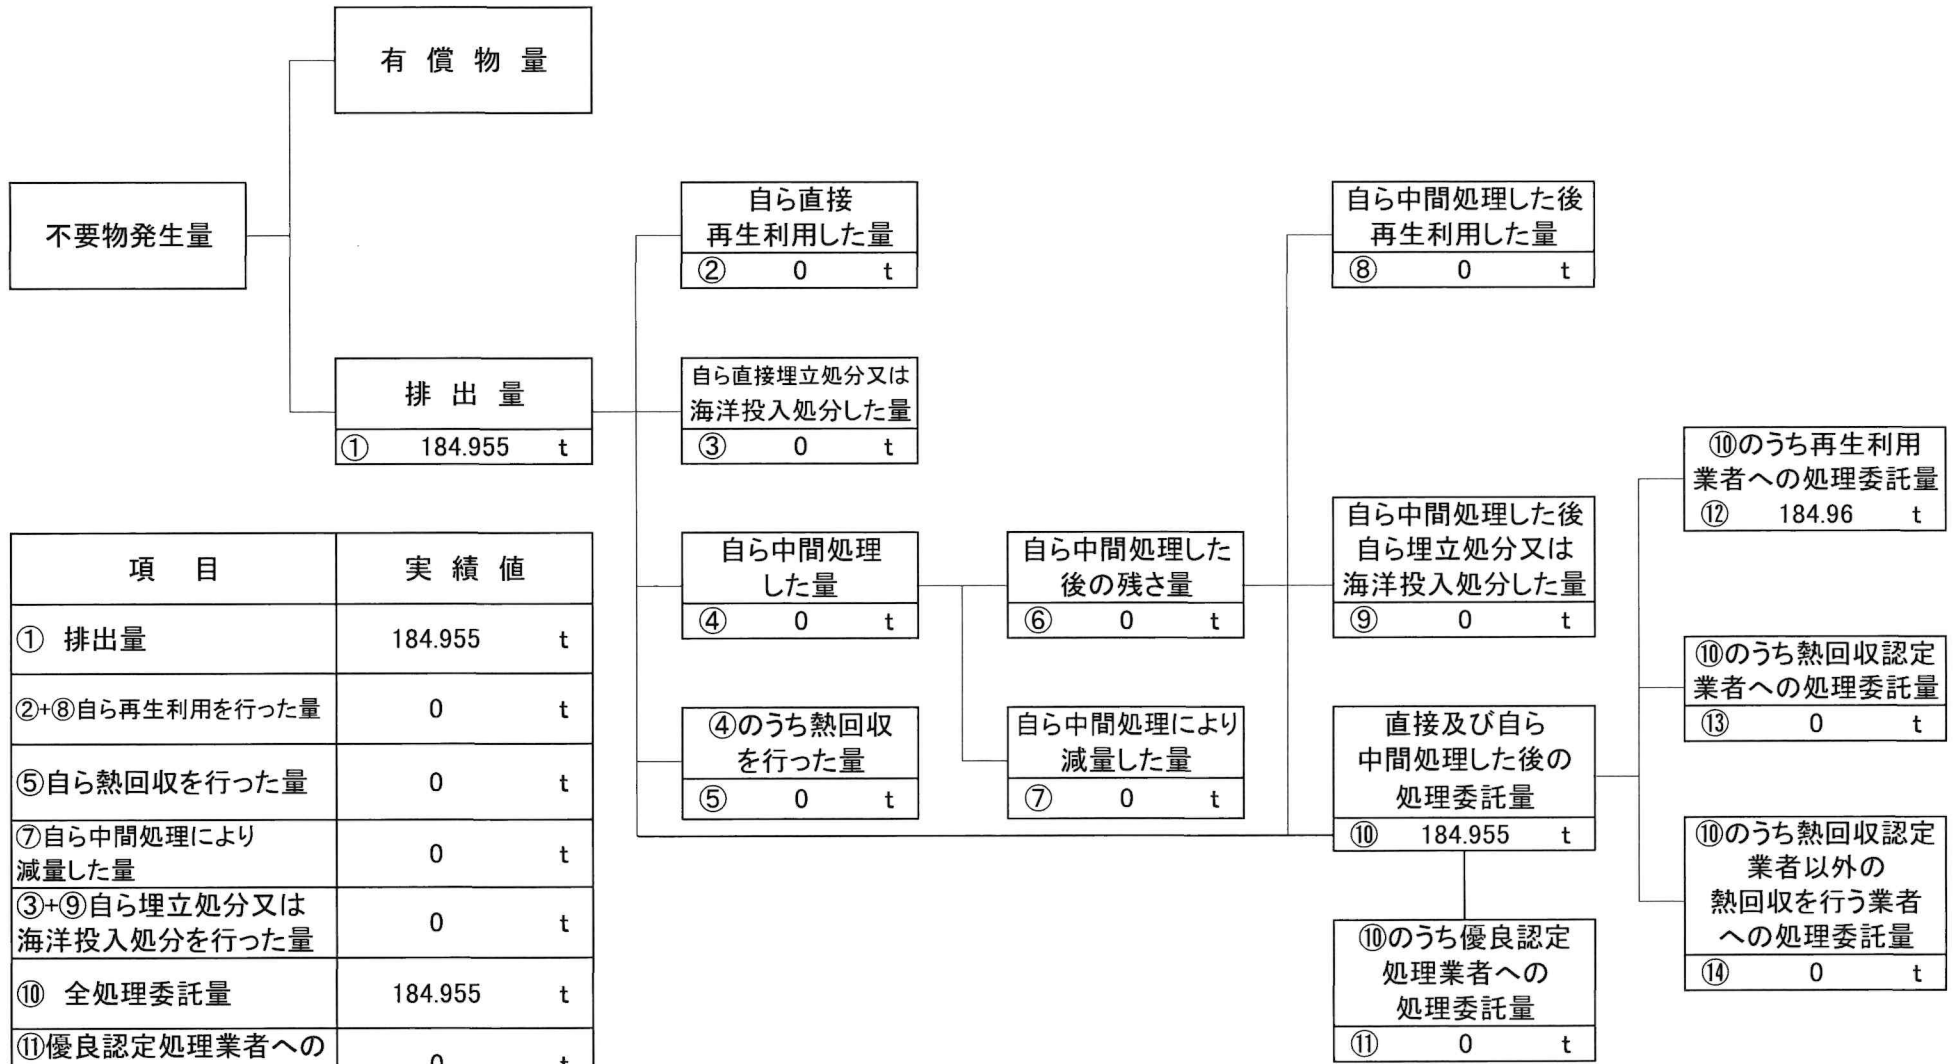 有 償 物 量
不要物発生量
自ら直接
再生利用した量
② 0 t
自ら中間処理した後
再生利用した量
⑧ 0 t
排 出 量
① 184.955 t
自ら直接埋立処分又は
海洋投入処分した量
③ 0 t
⑩のうち再生利用
業者への処理委託量
⑫ 184.96 t
自ら中間処理
した量
④ 0 t
自ら中間処理した
後の残さ量
⑥ 0 t
自ら中間処理した後
自ら埋立処分又は
海洋投入処分した量
⑨ 0 t
⑩のうち熱回収認定
業者への処理委託量
⑬ 0 t
④のうち熱回収
を行った量
⑤ 0 t
自ら中間処理により
減量した量
⑦ 0 t
直接及び自ら
中間処理した後の
処理委託量
⑩ 184.955 t
⑩のうち熱回収認定
業者以外の
熱回収を行う業者
への処理委託量
⑭ 0 t
⑩のうち優良認定
処理業者への
処理委託量
⑪ 0 t
項 目 実 績 値
① 排出量 184.955 t
②+⑧自ら再生利用を行った量 0 t
⑤自ら熱回収を行った量 0 t
⑦自ら中間処理により
減量した量 0 t
③+⑨自ら埋立処分又は
海洋投入処分を行った量 0 t
⑩ 全処理委託量 184.955 t
⑪優良認定処理業者への
0 t